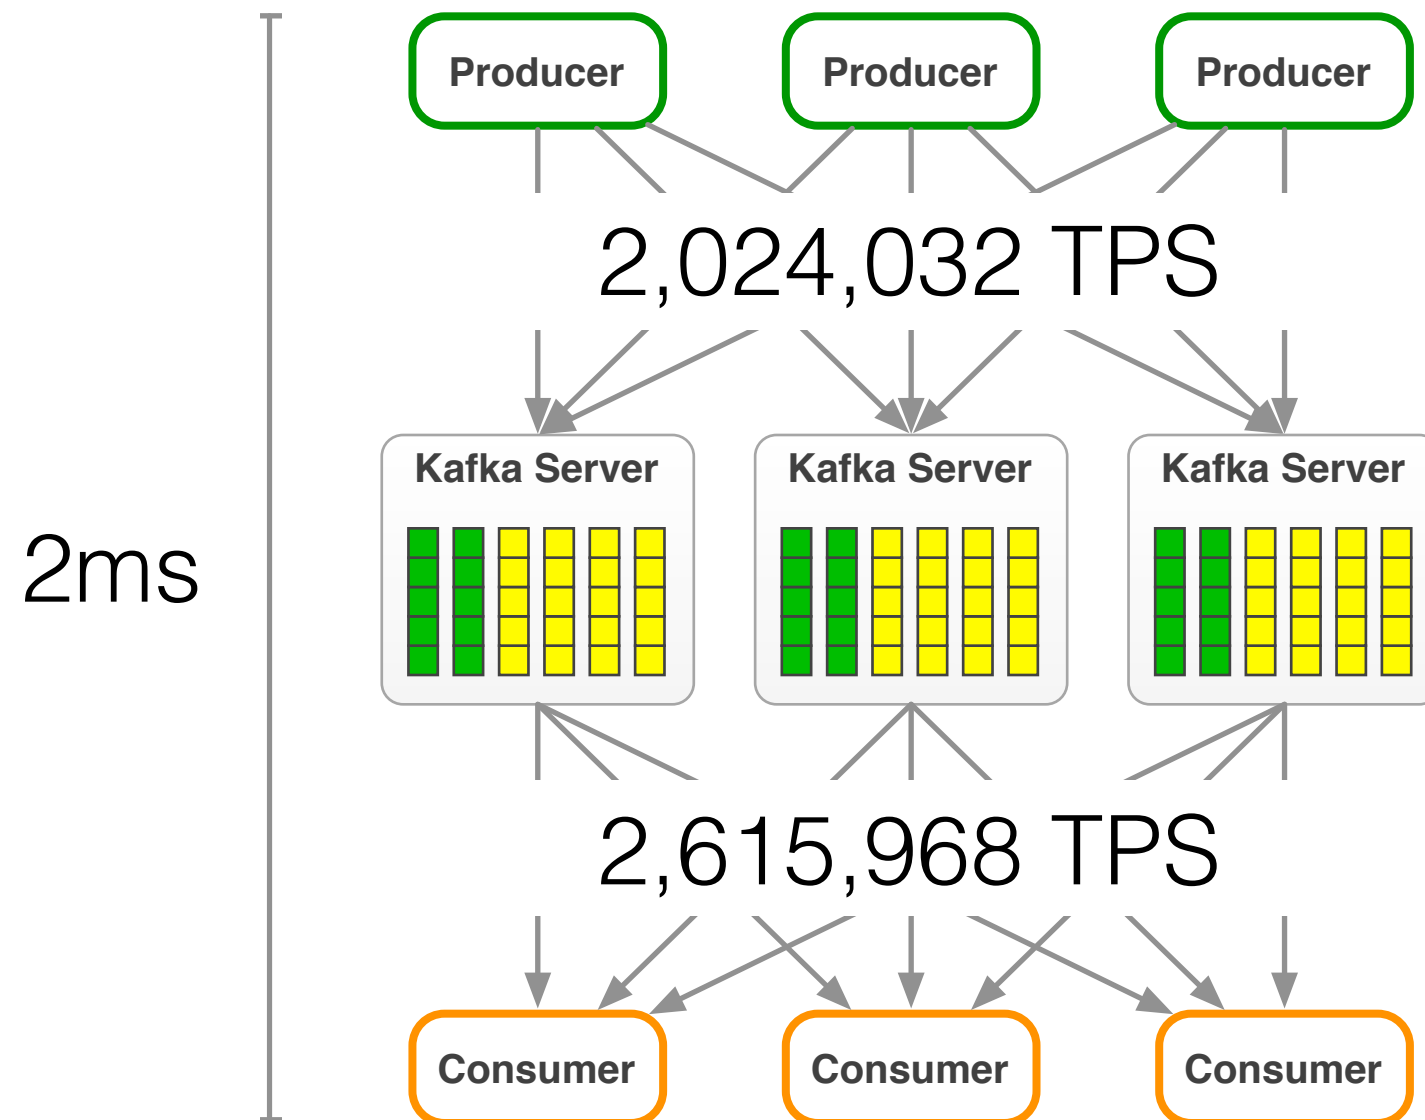 Producer Producer Producer
2,024,032 TPS
Kafka Server Kafka Server Kafka Server
2ms
2,615,968 TPS
Consumer Consumer Consumer